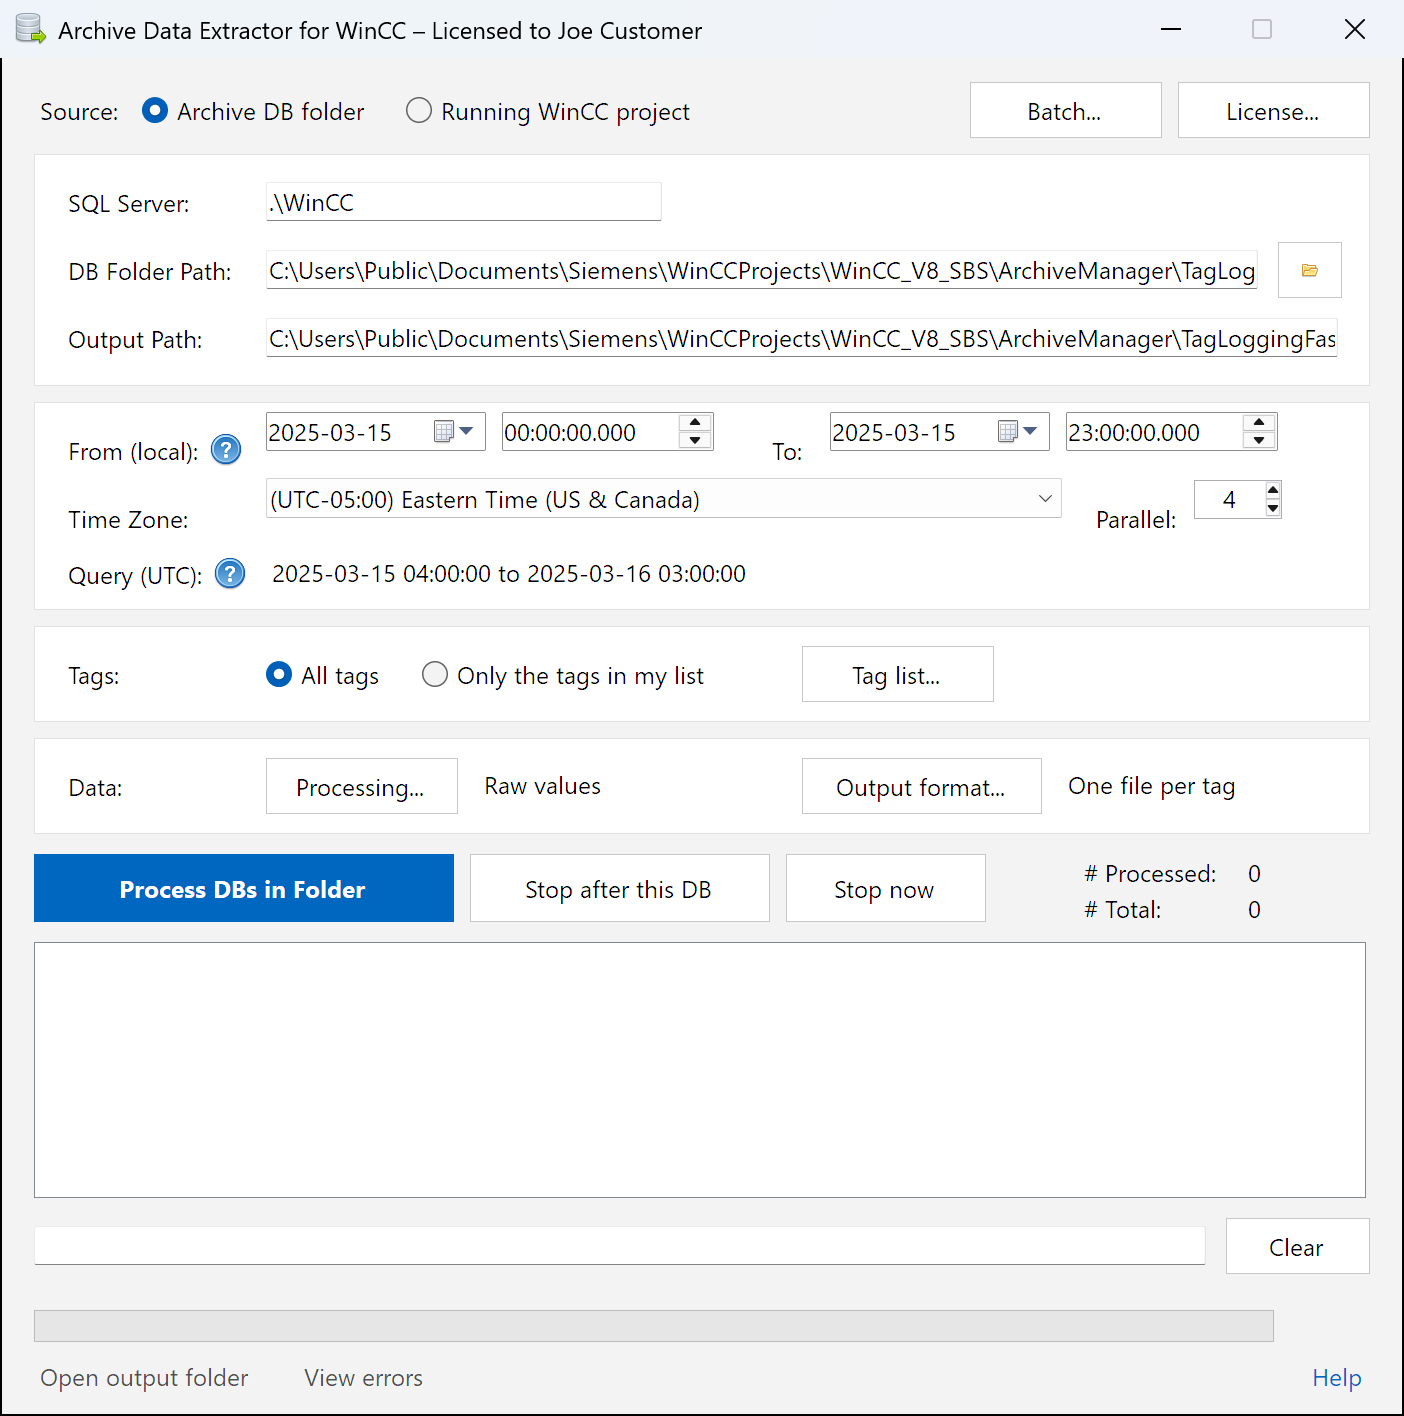 Archive Data Extractor for WinCC – Licensed to Joe Customer
Source: Archive DB folder Running WinCC project Batch... License...
SQL Server: .\WinCC
DB Folder Path: C:\Users\Public\Documents\Siemens\WinCCProjects\WinCC_V8_SBS\ArchiveManager\TagLog
Output Path: C:\Users\Public\Documents\Siemens\WinCCProjects\WinCC_V8_SBS\ArchiveManager\TagLoggingFas
From (local): ? 2025-03-15 00:00:00.000 To: 2025-03-15 23:00:00.000
Time Zone: (UTC-05:00) Eastern Time (US & Canada) Parallel: 4
Query (UTC): ? 2025-03-15 04:00:00 to 2025-03-16 03:00:00
Tags: All tags Only the tags in my list Tag list...
Data: Processing... Raw values Output format... One file per tag
Process DBs in Folder Stop after this DB Stop now # Processed: 0
# Total: 0
Clear
Open output folder View errors Help